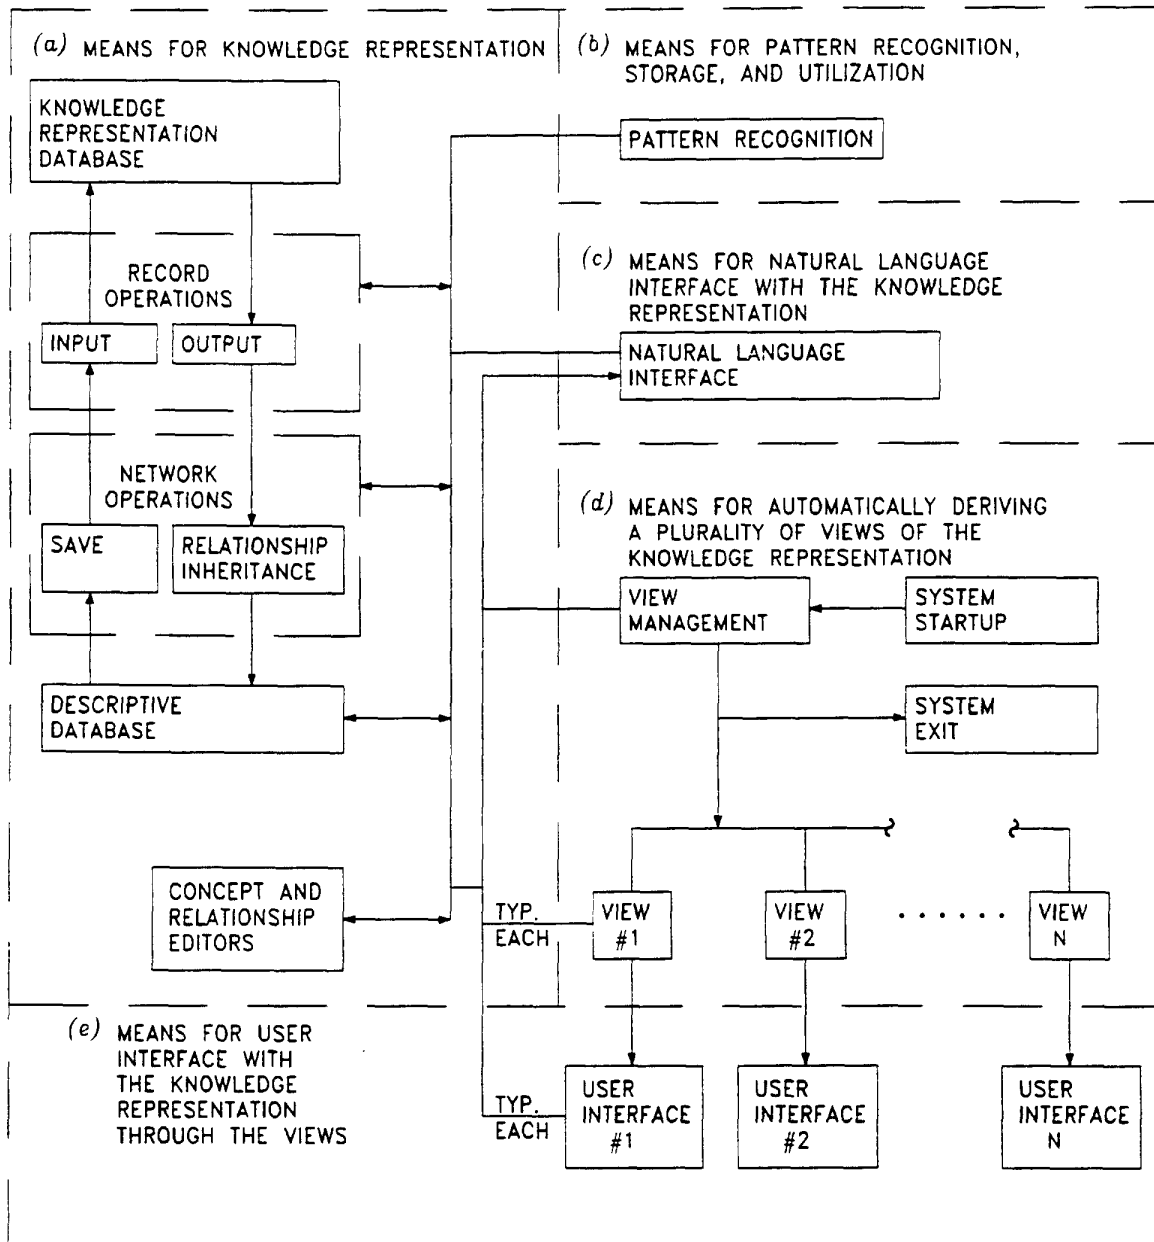 (a) MEANS FOR KNOWLEDGE REPRESENTATION
KNOWLEDGE
REPRESENTATION
DATABASE
RECORD
OPERATIONS
INPUT
OUTPUT
NETWORK
OPERATIONS
SAVE
RELATIONSHIP
INHERITANCE
DESCRIPTIVE
DATABASE
CONCEPT AND
RELATIONSHIP
EDITORS
(b) MEANS FOR PATTERN RECOGNITION,
STORAGE, AND UTILIZATION
PATTERN RECOGNITION
(c) MEANS FOR NATURAL LANGUAGE
INTERFACE WITH THE KNOWLEDGE
REPRESENTATION
NATURAL LANGUAGE
INTERFACE
(d) MEANS FOR AUTOMATICALLY DERIVING
A PLURALITY OF VIEWS OF THE
KNOWLEDGE REPRESENTATION
VIEW
MANAGEMENT
SYSTEM
STARTUP
SYSTEM
EXIT
TYP.
EACH
VIEW
#1
VIEW
#2
. . . . . .
VIEW
N
(e) MEANS FOR USER
INTERFACE WITH
THE KNOWLEDGE
REPRESENTATION
THROUGH THE VIEWS
TYP.
EACH
USER
INTERFACE
#1
USER
INTERFACE
#2
USER
INTERFACE
N